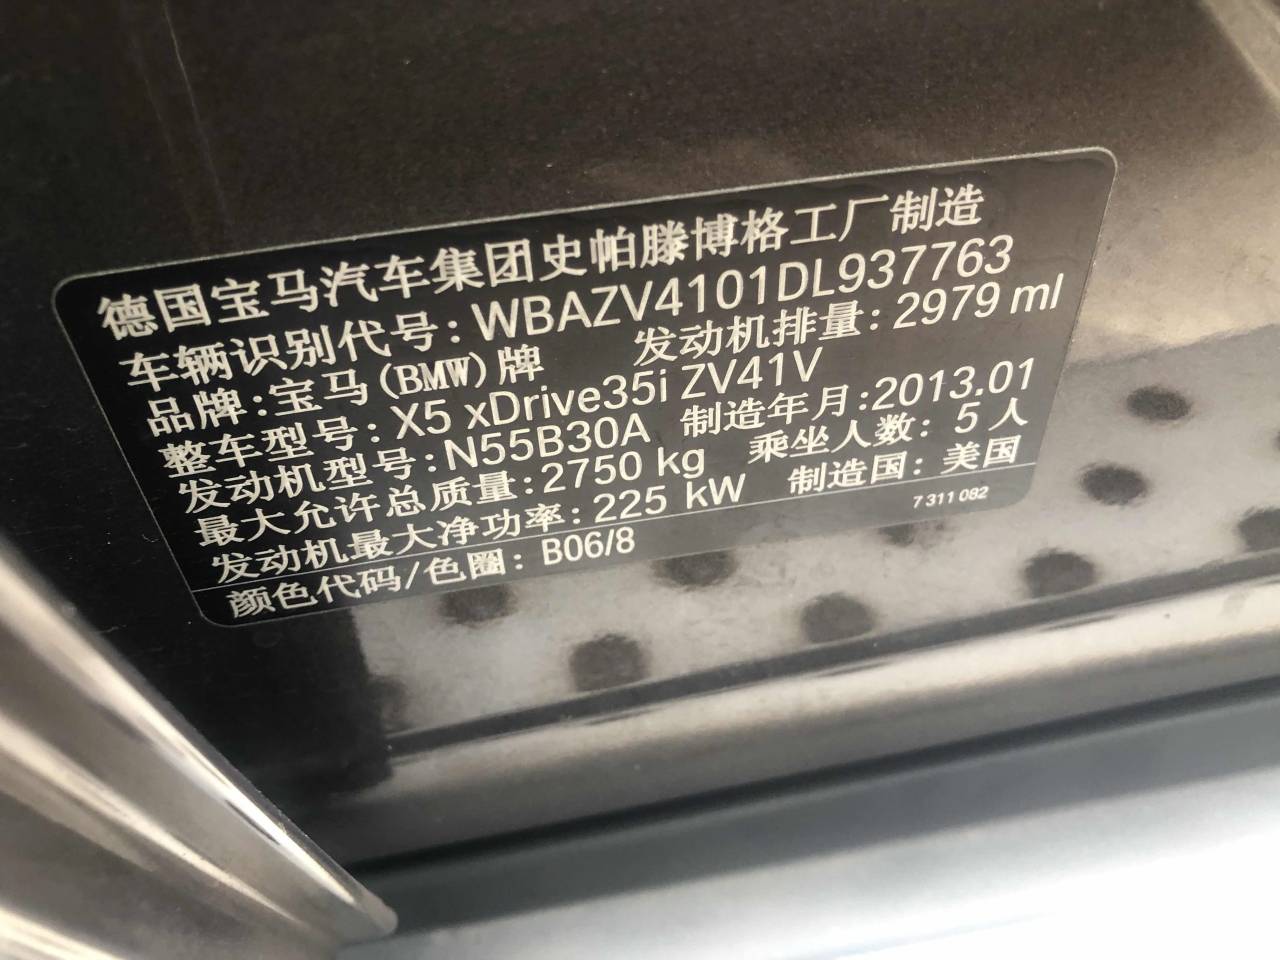 德国宝马汽车集团史帕滕博格工厂制造
车辆识别代号: WBAZV4101DL937763
品牌:宝马(BMW)牌 发动机排量: 2979 ml
整车型号: X5 xDrive35i ZV41V
发动机型号:N55B30A 制造年月:2013.01
最大允许总质量:2750 kg 乘坐人数: 5 人
发动机最大净功率: 225 kW 制造国: 美国
颜色代码/色圈: B06/8 7 311 082